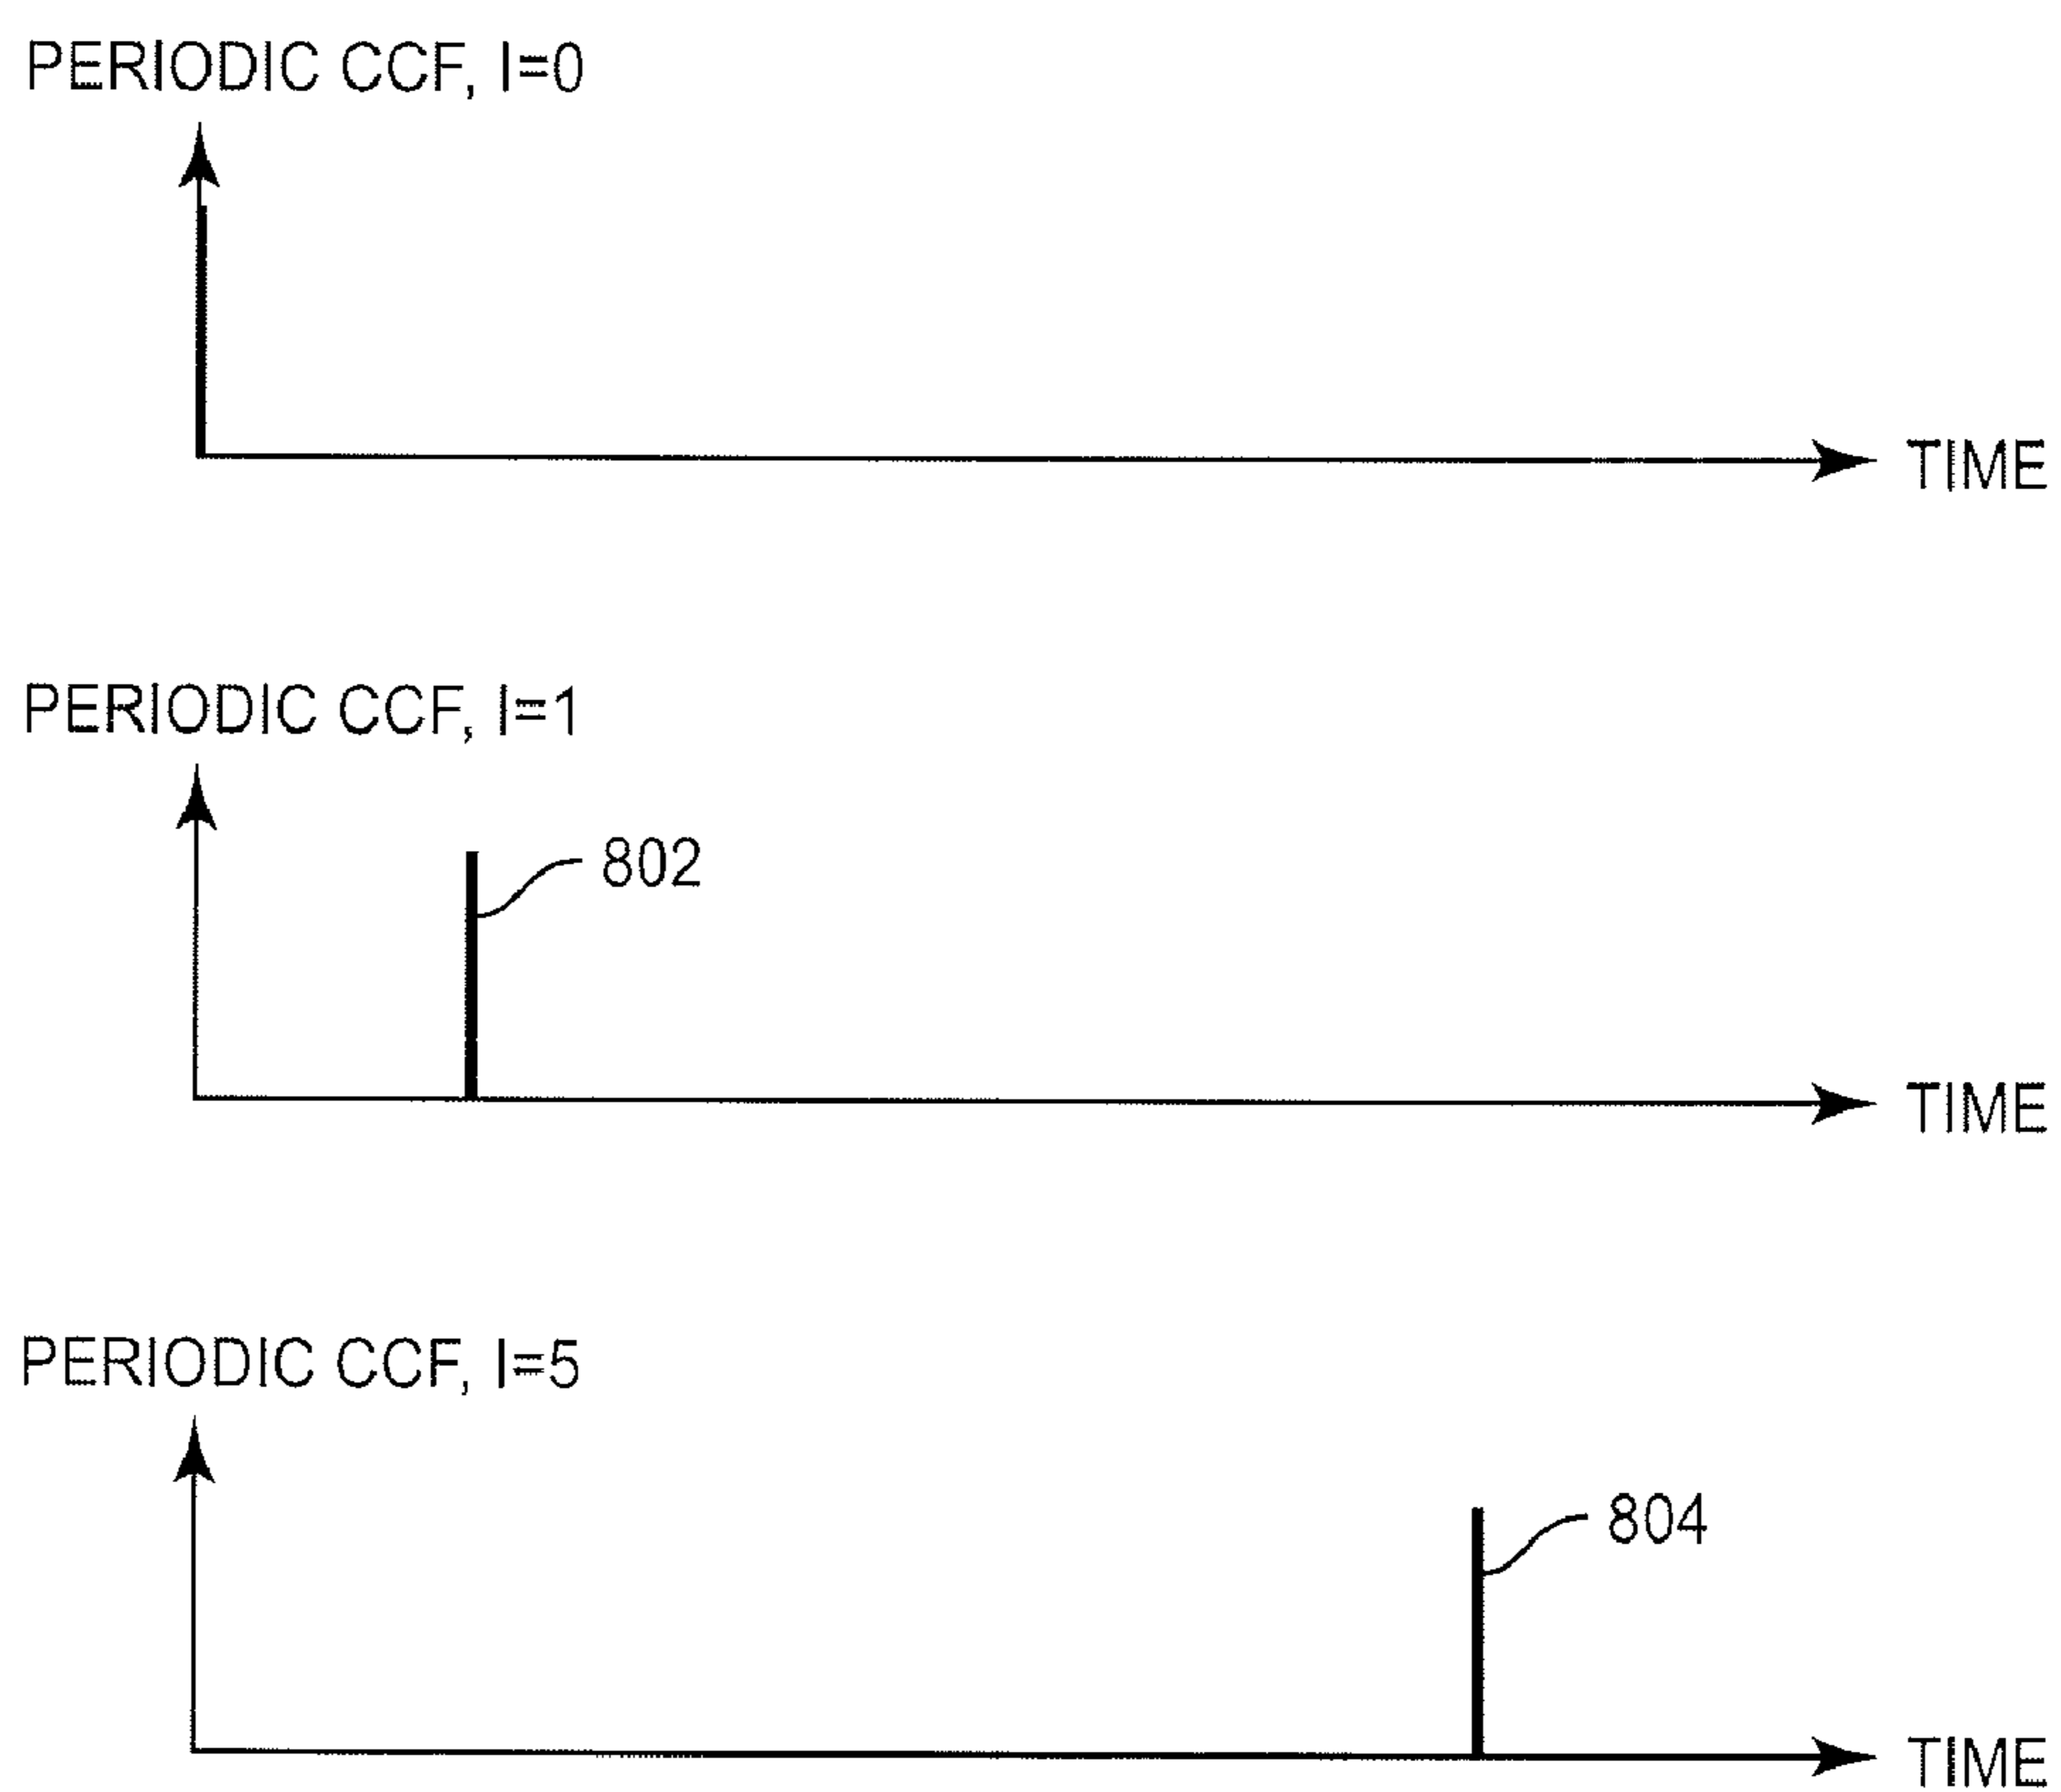 PERIODIC CCF, I=0
TIME
PERIODIC CCF, I=1
802
TIME
PERIODIC CCF, I=5
804
TIME